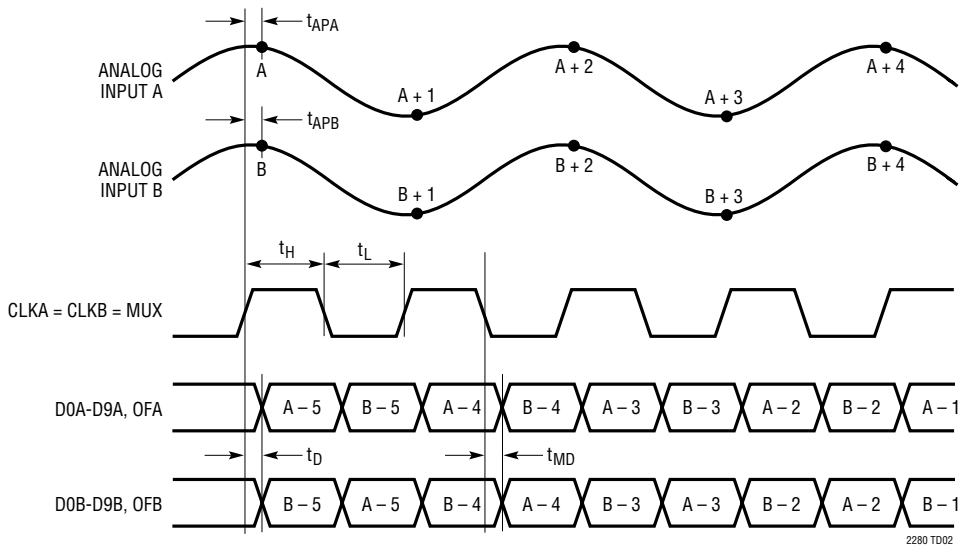 tAPA
ANALOG
INPUT A
A
A + 1
A + 2
A + 3
A + 4
tAPB
ANALOG
INPUT B
B
B + 1
B + 2
B + 3
B + 4
tH
tL
CLKA = CLKB = MUX
D0A-D9A, OFA
A – 5
B – 5
A – 4
B – 4
A – 3
B – 3
A – 2
B – 2
A – 1
tD
tMD
D0B-D9B, OFB
B – 5
A – 5
B – 4
A – 4
B – 3
A – 3
B – 2
A – 2
B – 1
2280 TD02